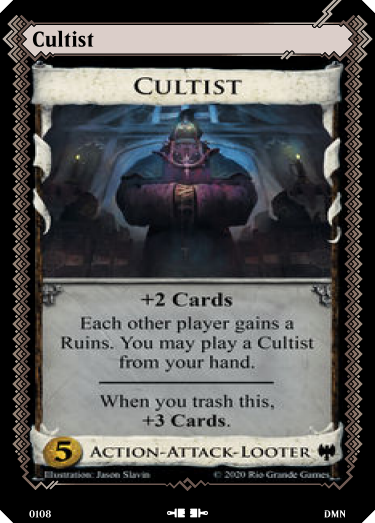 Cultist
CULTIST
+2 Cards
Each other player gains a
Ruins. You may play a Cultist
from your hand.
When you trash this,
+3 Cards.
5 ACTION-ATTACK-LOOTER
Illustration: Jason Slavin © 2020 Rio Grande Games
0108 DMN